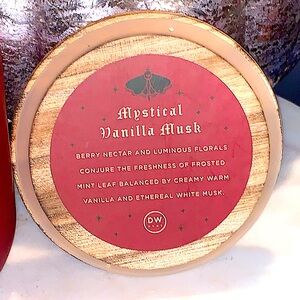 Mystical
Vanilla Musk
BERRY NECTAR AND LUMINOUS FLORALS
CONJURE THE FRESHNESS OF FROSTED
MINT LEAF BALANCED BY CREAMY WARM
VANILLA AND ETHEREAL WHITE MUSK.
DW